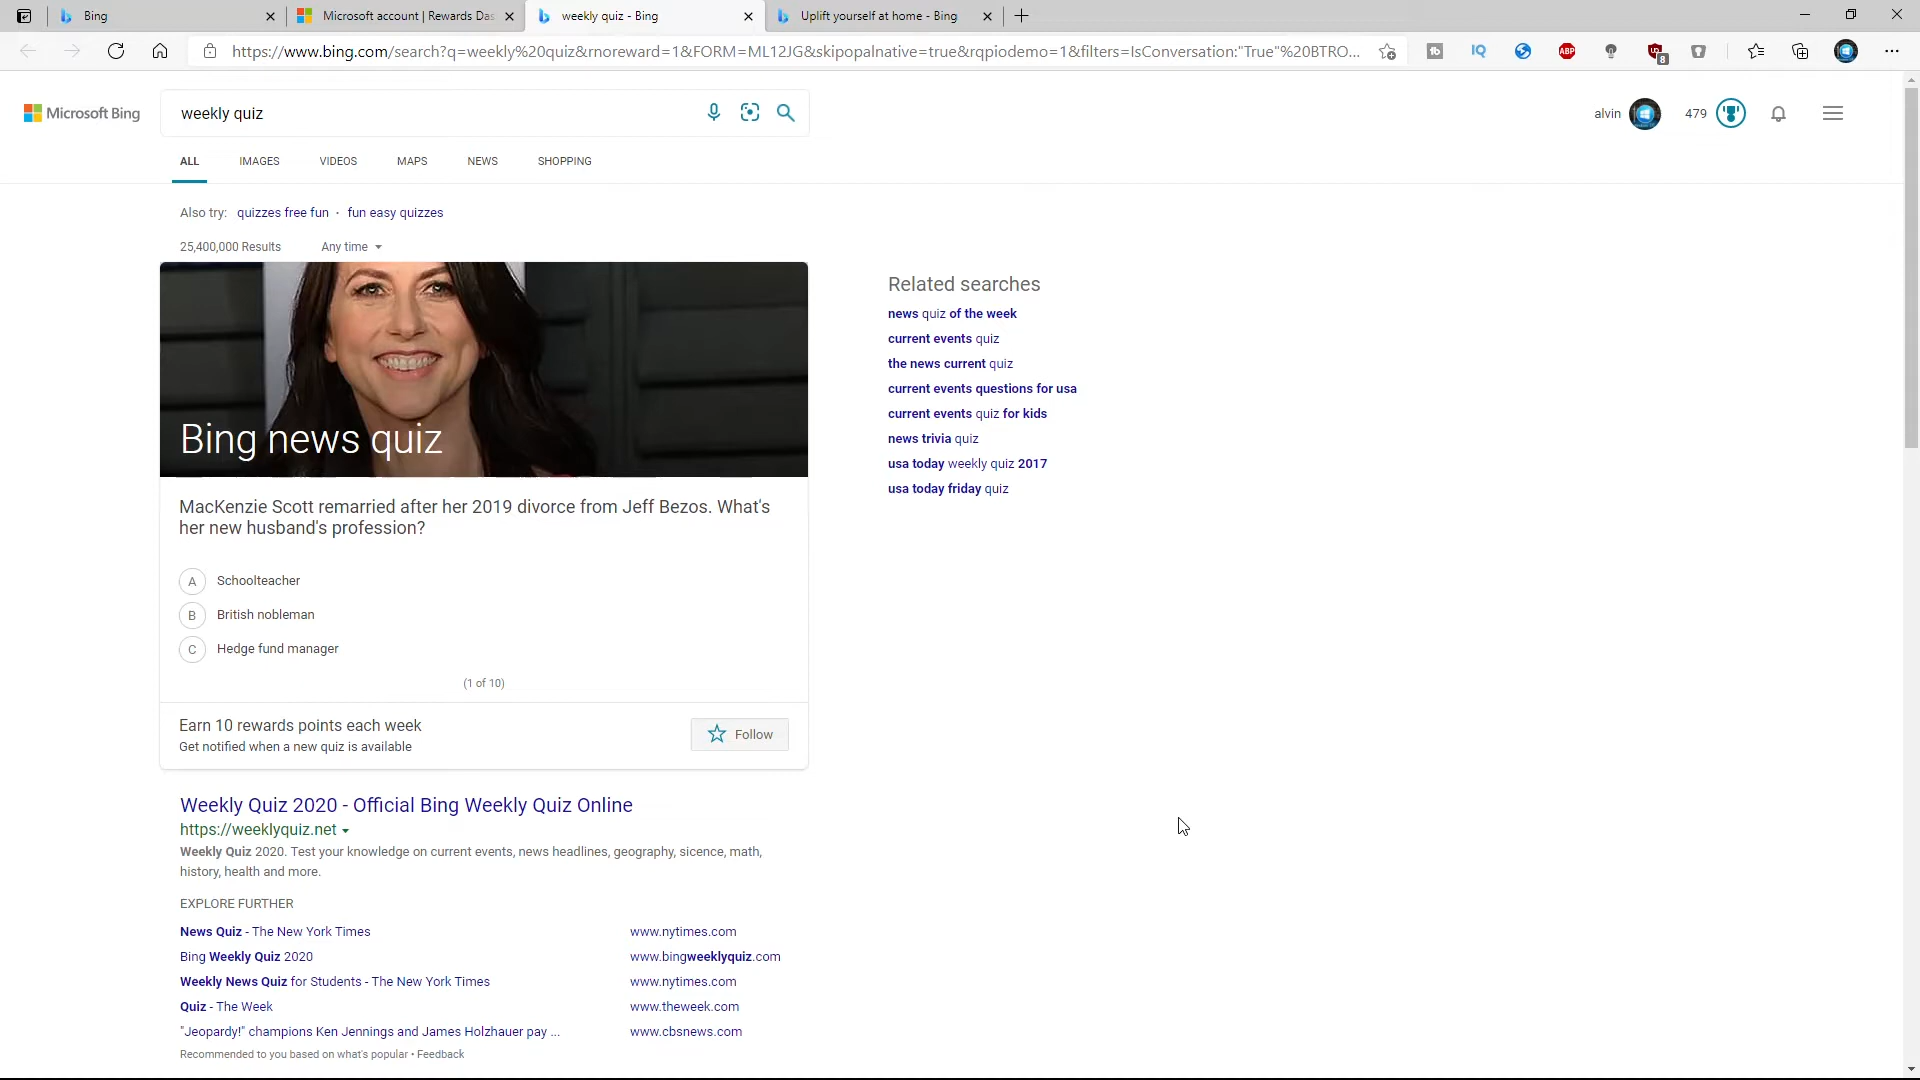 Bing
Microsoft account | Rewards Das
weekly quiz - Bing
Uplift yourself at home - Bing
https://www.bing.com/search?q=weekly%20quiz&rnoreward=1&FORM=ML12JG&skipopalnative=true&rqpiodemo=1&filters=IsConversation:"True"%20BTRO...
IQ
ABP
8
Microsoft Bing
weekly quiz
alvin
479
ALL IMAGES VIDEOS MAPS NEWS SHOPPING
Also try: quizzes free fun · fun easy quizzes
25,400,000 Results Any time
Bing news quiz
MacKenzie Scott remarried after her 2019 divorce from Jeff Bezos. What's
her new husband's profession?
A Schoolteacher
B British nobleman
C Hedge fund manager
(1 of 10)
Earn 10 rewards points each week
Get notified when a new quiz is available
Follow
Related searches
news quiz of the week
current events quiz
the news current quiz
current events questions for usa
current events quiz for kids
news trivia quiz
usa today weekly quiz 2017
usa today friday quiz
Weekly Quiz 2020 - Official Bing Weekly Quiz Online
https://weeklyquiz.net
Weekly Quiz 2020. Test your knowledge on current events, news headlines, geography, sicence, math,
history, health and more.
EXPLORE FURTHER
News Quiz - The New York Times www.nytimes.com
Bing Weekly Quiz 2020 www.bingweeklyquiz.com
Weekly News Quiz for Students - The New York Times www.nytimes.com
Quiz - The Week www.theweek.com
"Jeopardy!" champions Ken Jennings and James Holzhauer pay ... www.cbsnews.com
Recommended to you based on what's popular • Feedback